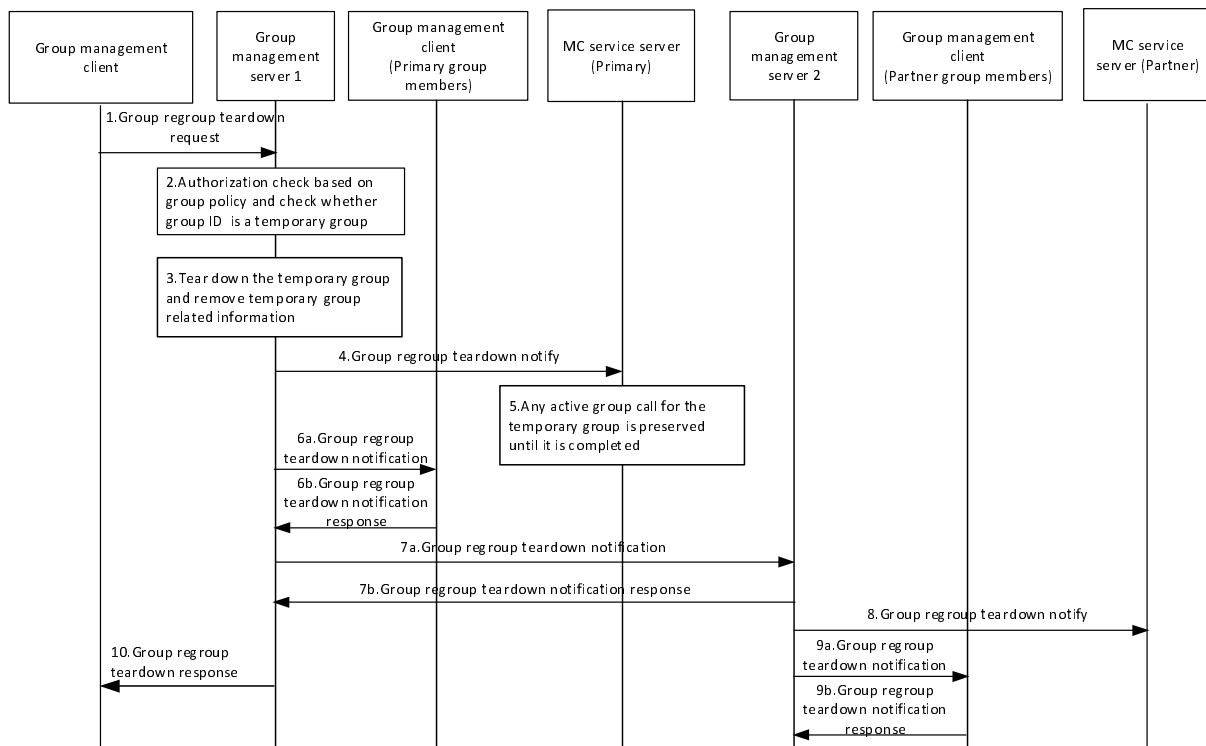 Group management
client
Group
management
server 1
Group management
client
(Primary group
members)
MC service server
(Primary)
Group
management
server 2
Group management
client
(Partner group members)
MC service
server (Partner)
1.Group regroup teardown
request
2.Authorization check based on
group policy and check whether
group ID is a temporary group
3.Tear down the temporary group
and remove temporary group
related information
4.Group regroup teardown notify
5.Any active group call for the
temporary group is preserved
until it is completed
6a.Group regroup
teardown notification
6b.Group regroup
teardown notification
response
7a.Group regroup teardown notification
7b.Group regroup teardown notification response
8.Group regroup teardown notify
9a.Group regroup
teardown notification
10.Group regroup
teardown response
9b.Group regroup
teardown notification
response